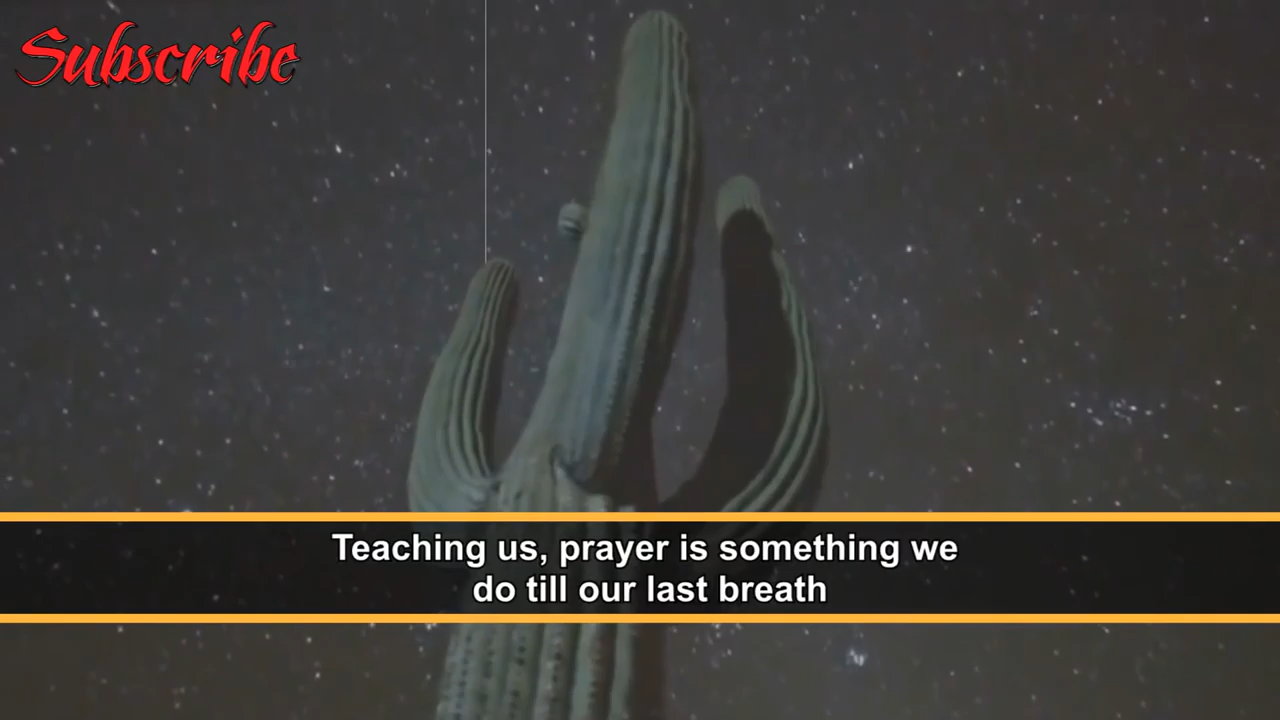 Subscribe
Teaching us, prayer is something we
do till our last breath